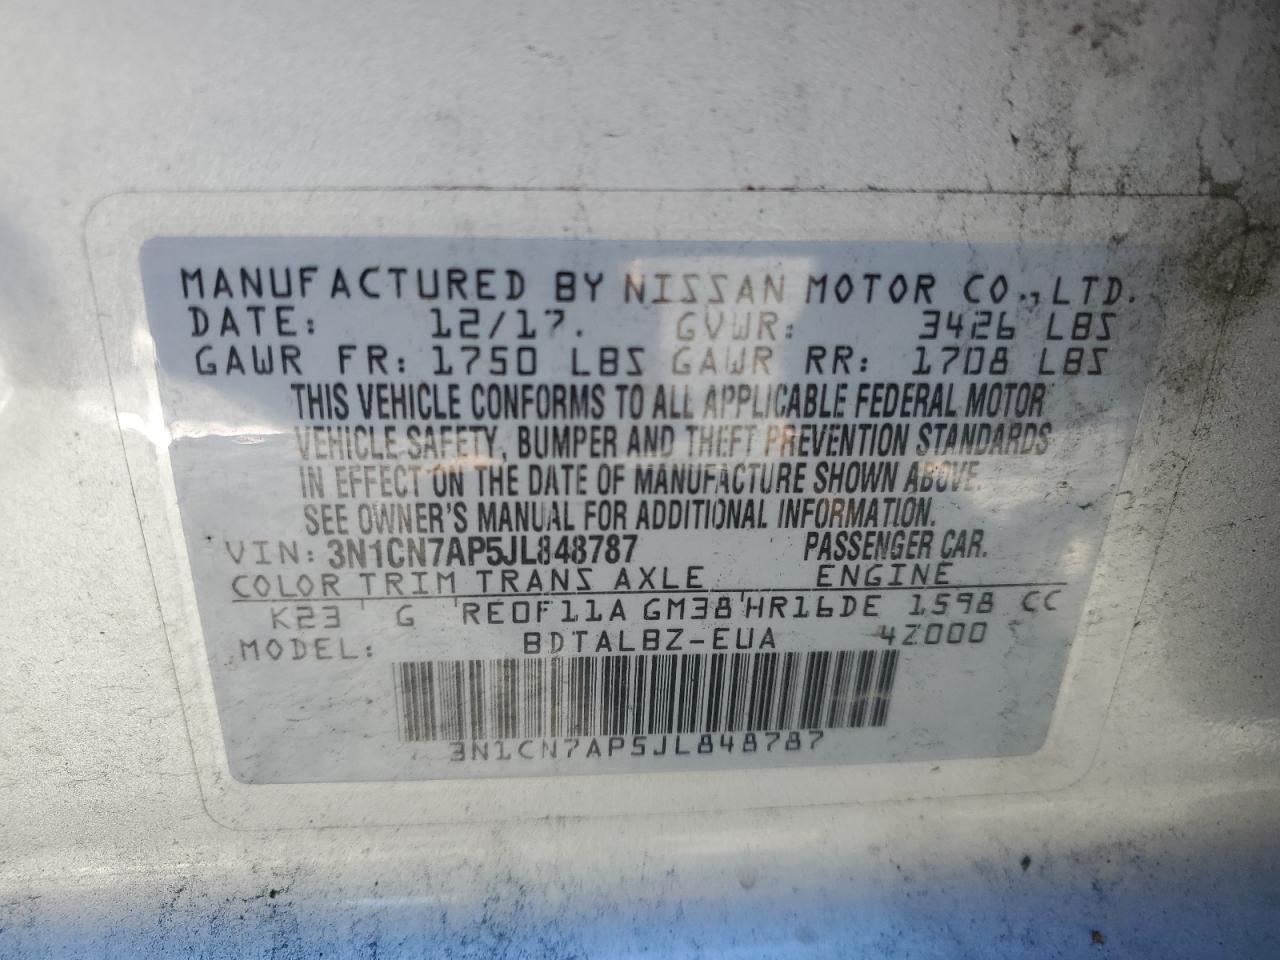 MANUFACTURED BY NISSAN MOTOR CO., LTD.
DATE: 12/17. GVWR: 3426 LBS
GAWR FR: 1750 LBS GAWR RR: 1708 LBS
THIS VEHICLE CONFORMS TO ALL APPLICABLE FEDERAL MOTOR
VEHICLE SAFETY, BUMPER AND THEFT PREVENTION STANDARDS
IN EFFECT ON THE DATE OF MANUFACTURE SHOWN ABOVE.
SEE OWNER'S MANUAL FOR ADDITIONAL INFORMATION.
VIN: 3N1CN7AP5JL848787 PASSENGER CAR.
COLOR TRIM TRANS AXLE ENGINE
K23 G RE0F11A GM38 HR16DE 1598 CC
MODEL: BDTALBZ-EUA 4Z000
3N1CN7AP5JL848787